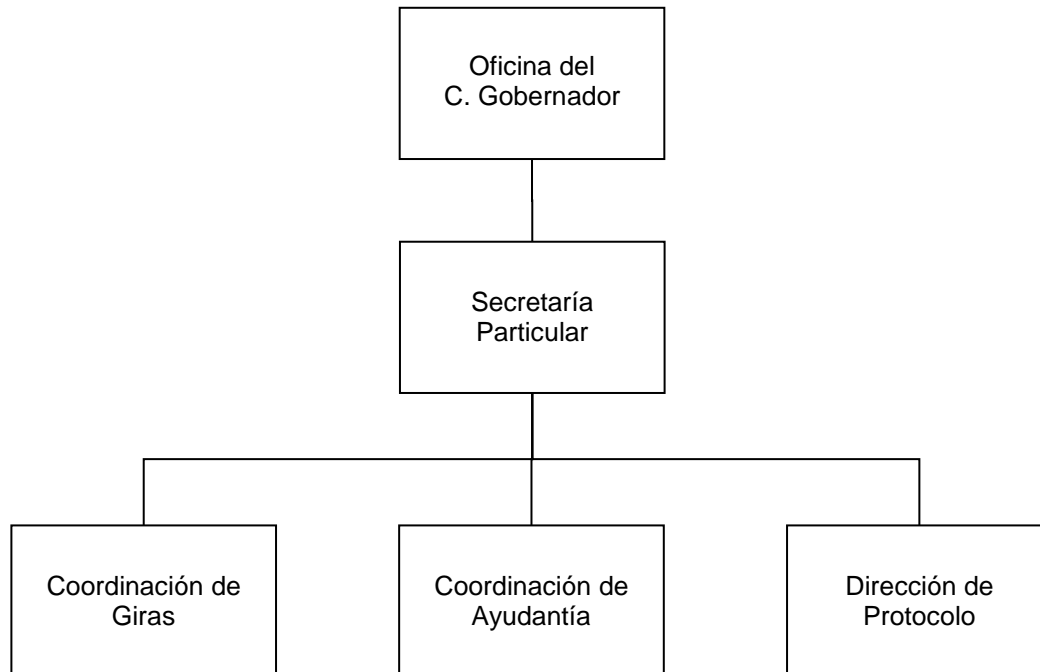 Oficina del
C. Gobernador
Secretaría
Particular
Coordinación de
Giras
Coordinación de
Ayudantía
Dirección de
Protocolo